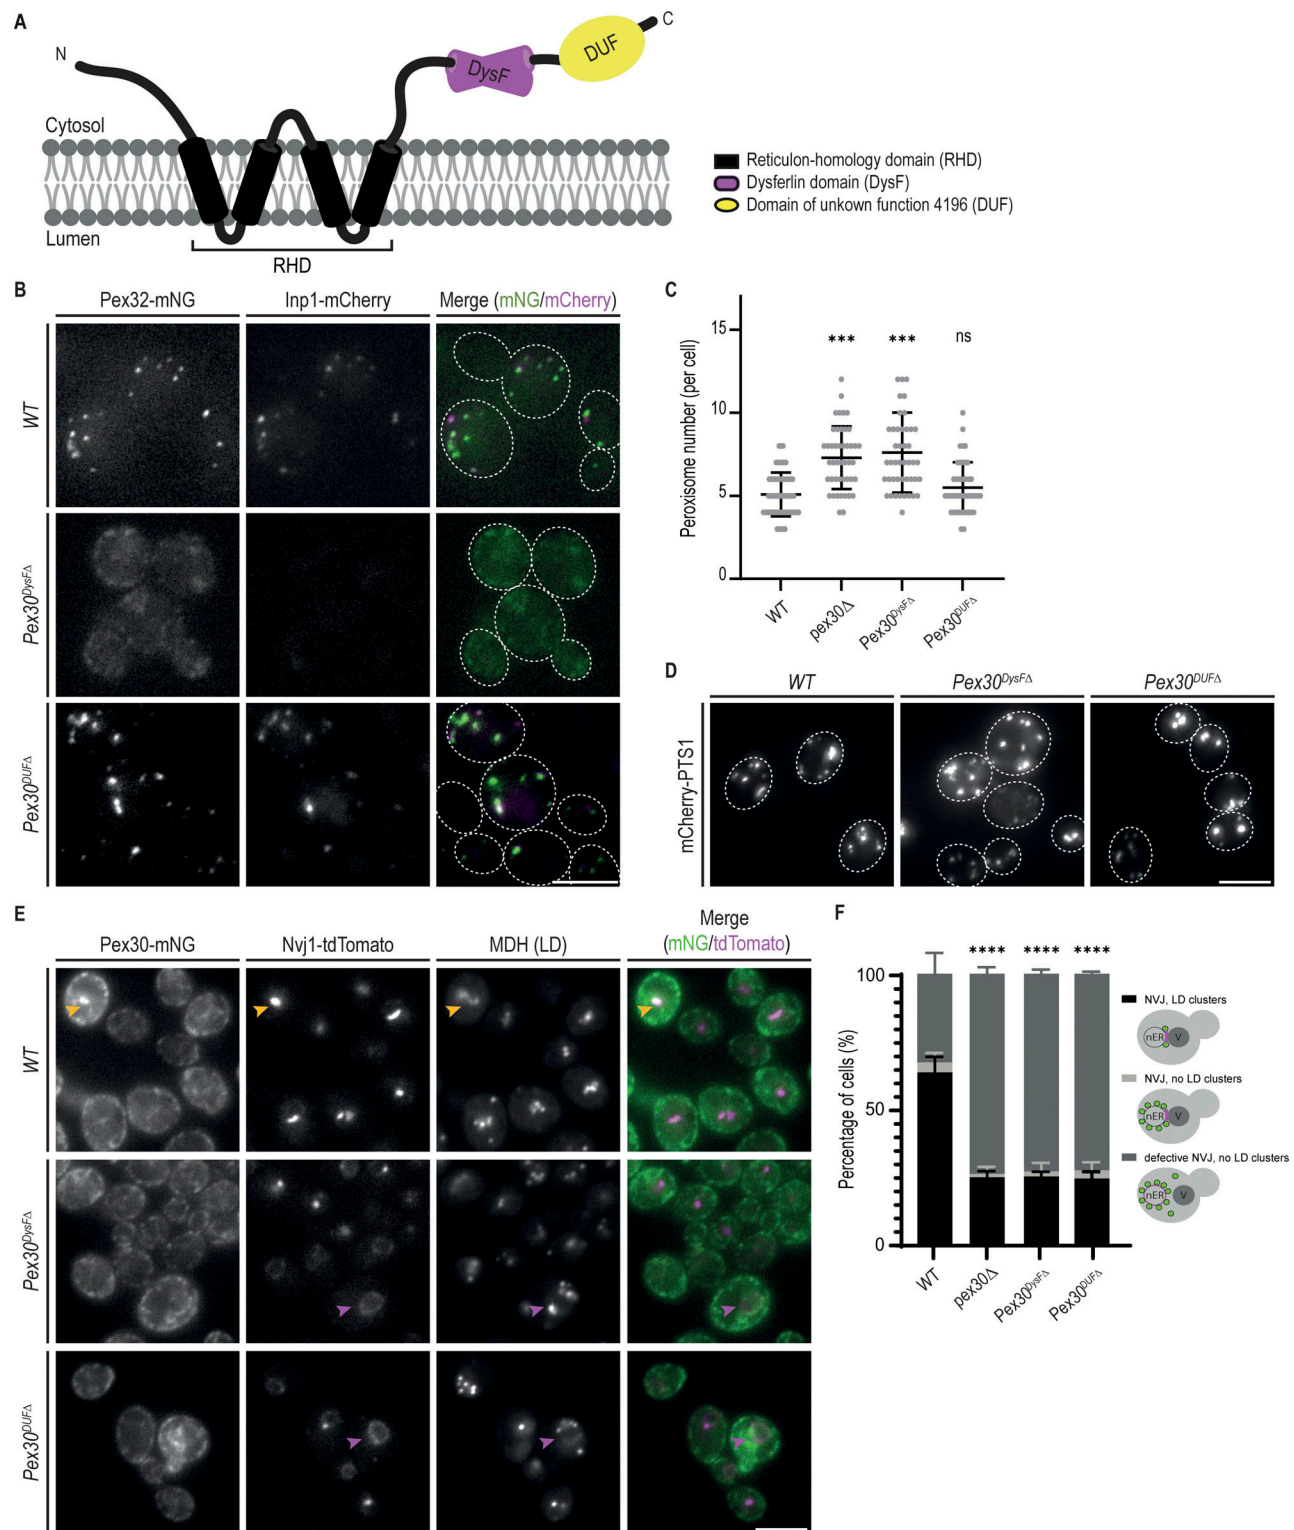 A
N
C
DysF
DUF
Cytosol
Lumen
RHD
Reticulon-homology domain (RHD)
Dysferlin domain (DysF)
Domain of unkown function 4196 (DUF)
B
Pex32-mNG
Inp1-mCherry
Merge (mNG/mCherry)
WT
Pex30DysFΔ
Pex30DUFΔ
C
Peroxisome number (per cell)
15
10
5
0
***
***
ns
WT
pex30Δ
Pex30DysFΔ
Pex30DUFΔ
D
WT
Pex30DysFΔ
Pex30DUFΔ
mCherry-PTS1
E
Pex30-mNG
Nvj1-tdTomato
MDH (LD)
Merge
(mNG/tdTomato)
WT
Pex30DysFΔ
Pex30DUFΔ
F
Percentage of cells (%)
100
50
0
****
****
****
WT
pex30Δ
Pex30DysFΔ
Pex30DUFΔ
NVJ, LD clusters
nER
V
NVJ, no LD clusters
nER
V
defective NVJ, no LD clusters
nER
V